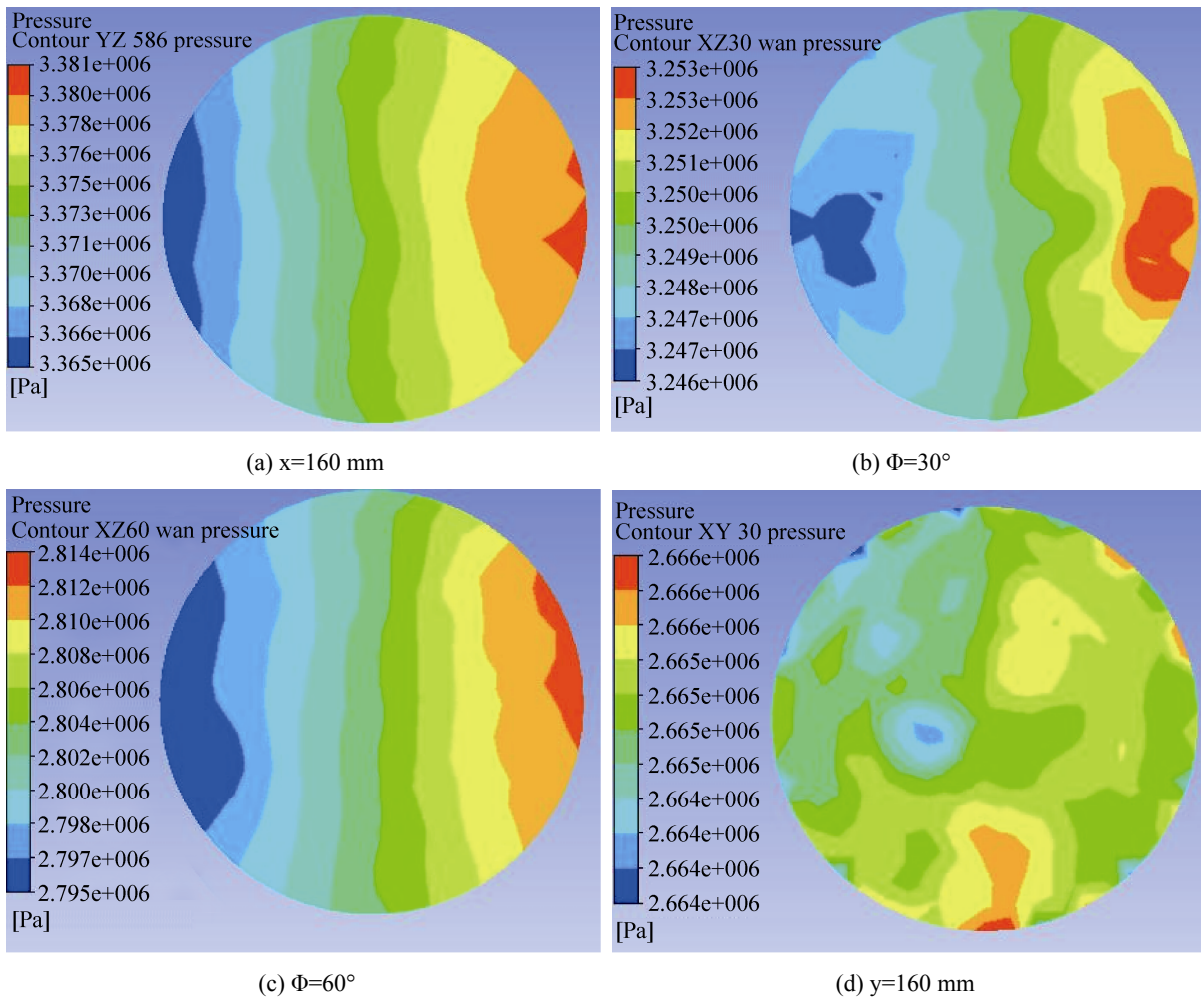 Pressure
Contour YZ 586 pressure
3.381e+006
3.380e+006
3.378e+006
3.376e+006
3.375e+006
3.373e+006
3.371e+006
3.370e+006
3.368e+006
3.366e+006
3.365e+006
[Pa]
(a) x=160 mm
Pressure
Contour XZ30 wan pressure
3.253e+006
3.253e+006
3.252e+006
3.251e+006
3.250e+006
3.250e+006
3.249e+006
3.248e+006
3.247e+006
3.247e+006
3.246e+006
[Pa]
(b) Φ=30°
Pressure
Contour XZ60 wan pressure
2.814e+006
2.812e+006
2.810e+006
2.808e+006
2.806e+006
2.804e+006
2.802e+006
2.800e+006
2.798e+006
2.797e+006
2.795e+006
[Pa]
(c) Φ=60°
Pressure
Contour XY 30 pressure
2.666e+006
2.666e+006
2.666e+006
2.665e+006
2.665e+006
2.665e+006
2.665e+006
2.664e+006
2.664e+006
2.664e+006
2.664e+006
[Pa]
(d) y=160 mm